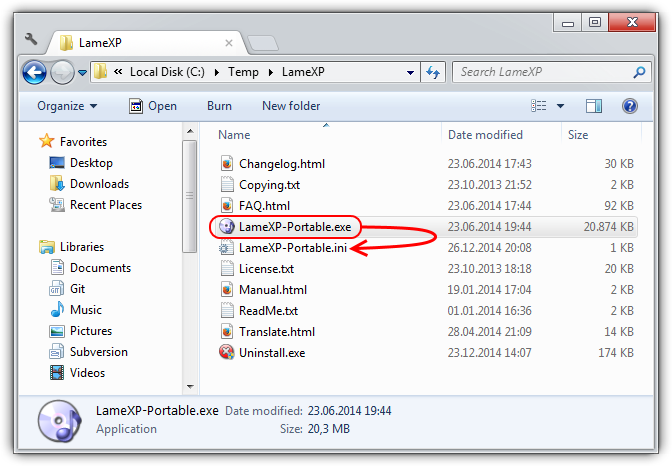 LameXP
Local Disk (C:) Temp LameXP Search LameXP
Organize Open Burn New folder
Name Date modified Size
Favorites
Desktop
Downloads
Recent Places
Libraries
Documents
Git
Music
Pictures
Subversion
Videos
Changelog.html 23.06.2014 17:43 30 KB
Copying.txt 23.10.2013 21:52 2 KB
FAQ.html 23.06.2014 17:44 92 KB
LameXP-Portable.exe 23.06.2014 19:44 20.874 KB
LameXP-Portable.ini 26.12.2014 20:08 1 KB
License.txt 23.10.2013 18:18 20 KB
Manual.html 19.01.2014 17:04 2 KB
ReadMe.txt 01.01.2014 16:36 2 KB
Translate.html 28.04.2014 21:09 14 KB
Uninstall.exe 23.12.2014 14:07 174 KB
LameXP-Portable.exe Date modified: 23.06.2014 19:44
Application Size: 20,3 MB